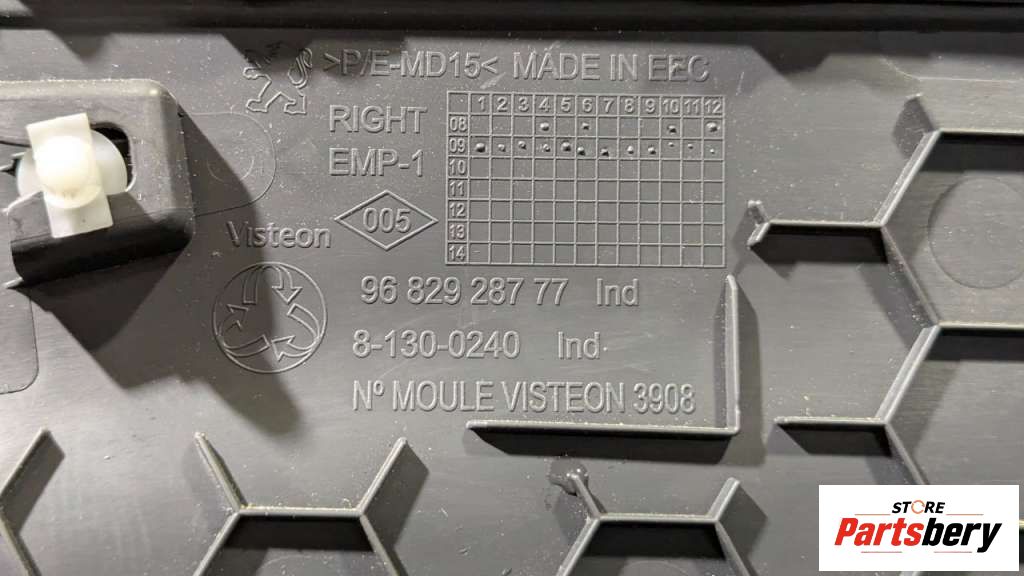 >P/E-MD15< MADE IN EEC
RIGHT
EMP-1
1 2 3 4 5 6 7 8 9 10 11 12
08
09
10
11
12
13
14
005
Visteon
96 829 287 77 Ind
8-130-0240 Ind.
Nº MOULE VISTEON 3908
STORE
Partsbery